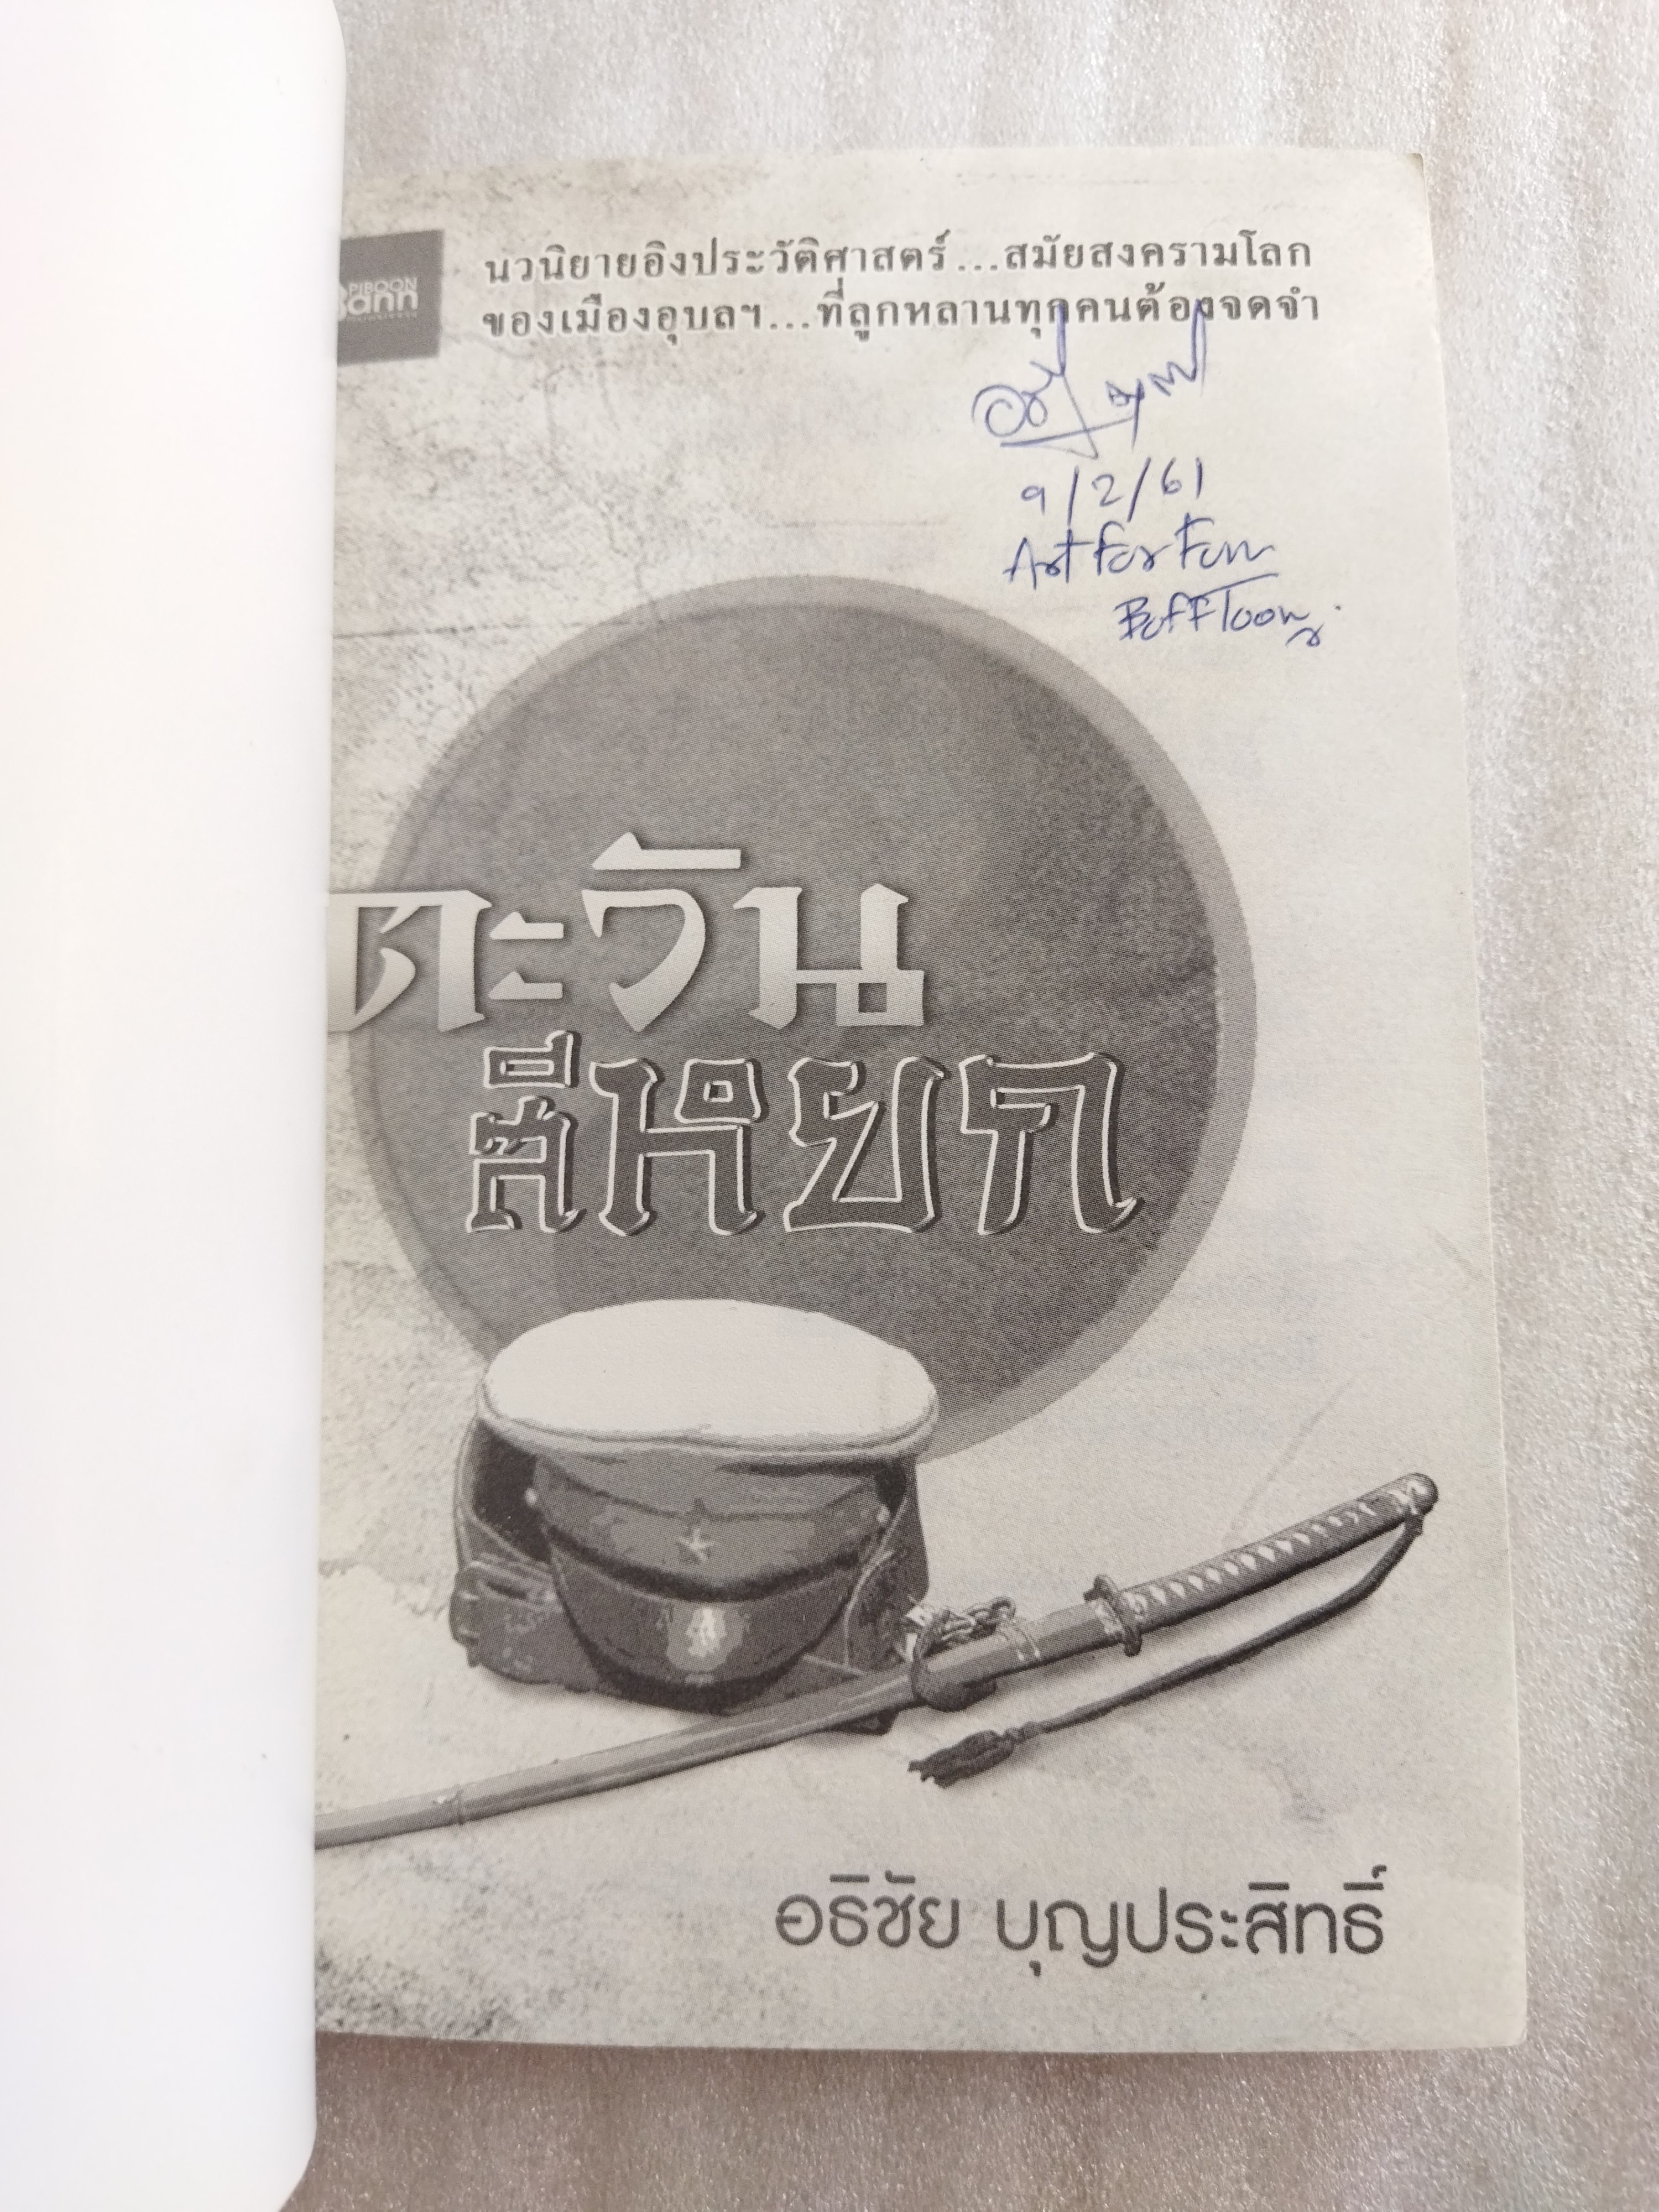 PIBOON
Bann
นวนิยายอิงประวัติศาสตร์...สมัยสงครามโลก
ของเมืองอุบลฯ...ที่ลูกหลานทุกคนต้องจดจำ
9/2/61
Art for Fun
BuffToon
ตะวัน
สีหยก
อธิชัย บุญประสิทธิ์